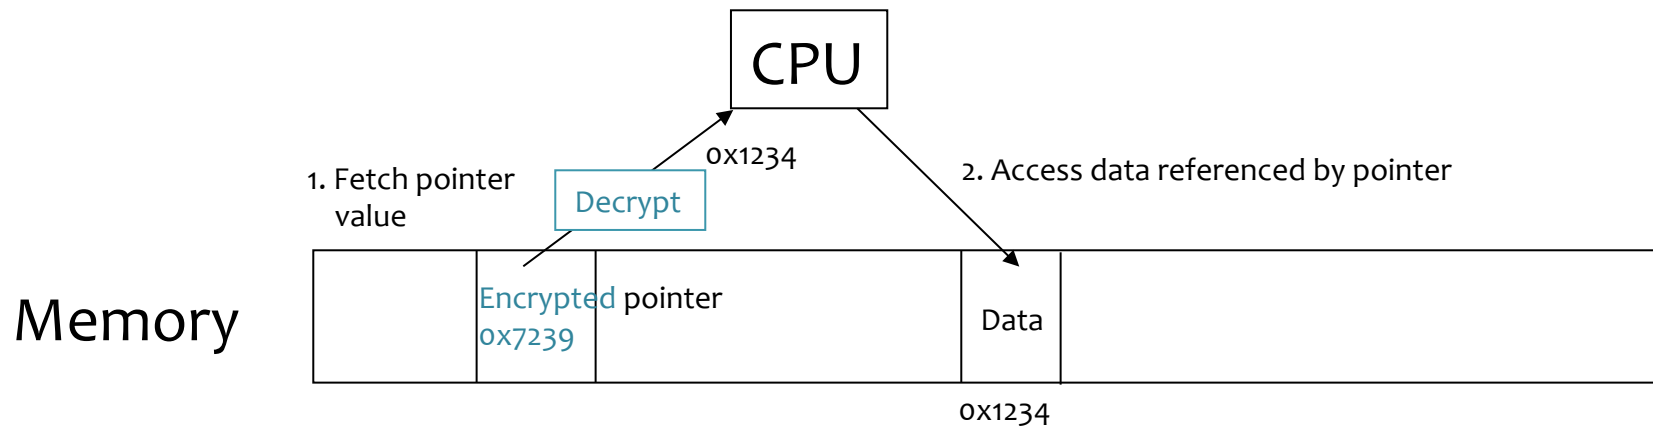 CPU
0x1234
1. Fetch pointer
value
2. Access data referenced by pointer
Decrypt
Memory
Encrypted pointer
0x7239
Data
0x1234